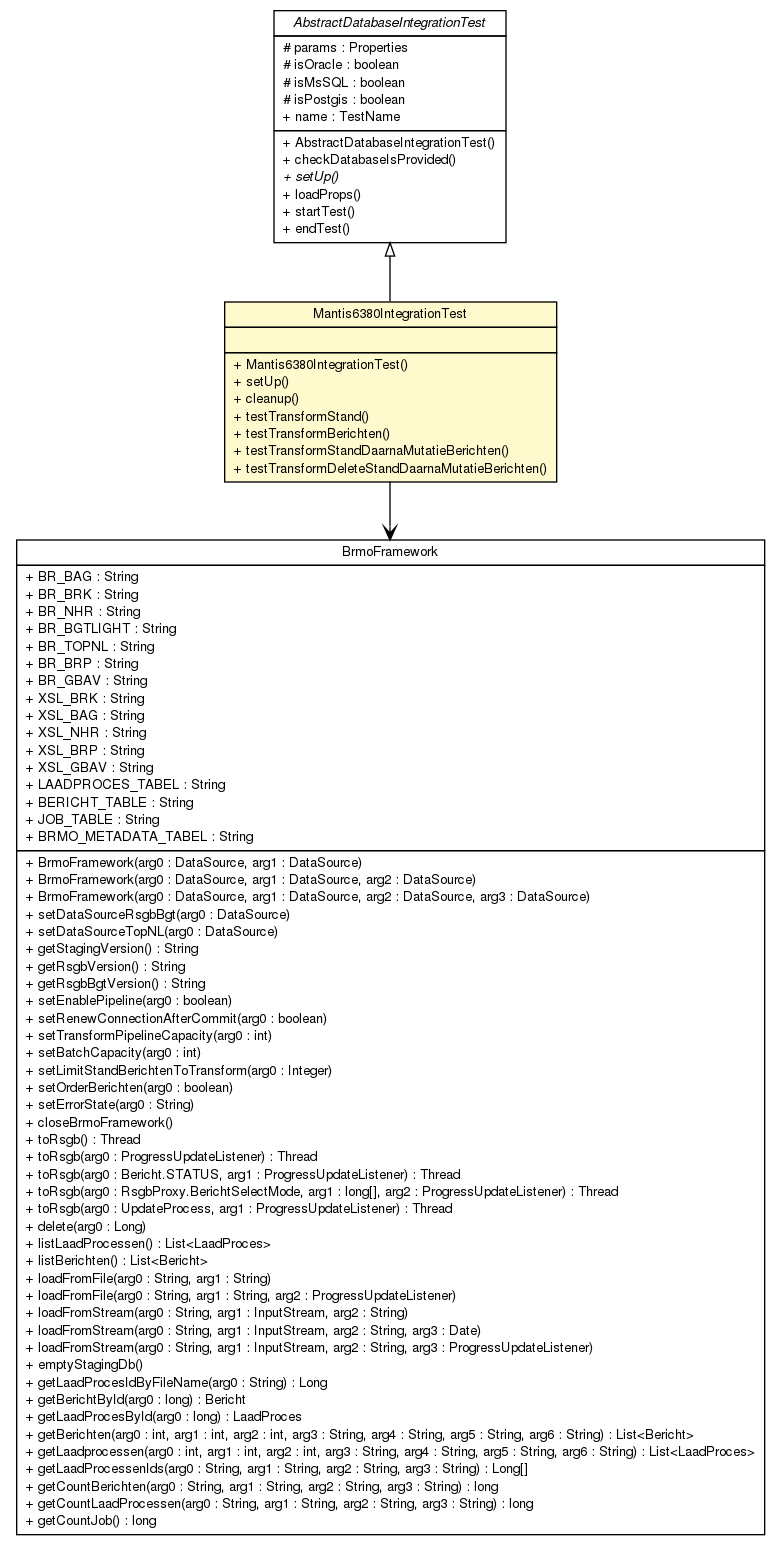 AbstractDatabaseIntegrationTest
# params : Properties
# isOracle : boolean
# isMsSQL : boolean
# isPostgis : boolean
+ name : TestName
+ AbstractDatabaseIntegrationTest()
+ checkDatabaseIsProvided()
+ setUp()
+ loadProps()
+ startTest()
+ endTest()
Mantis6380IntegrationTest
+ Mantis6380IntegrationTest()
+ setUp()
+ cleanup()
+ testTransformStand()
+ testTransformBerichten()
+ testTransformStandDaarnaMutatieBerichten()
+ testTransformDeleteStandDaarnaMutatieBerichten()
BrmoFramework
+ BR_BAG : String
+ BR_BRK : String
+ BR_NHR : String
+ BR_BGTLIGHT : String
+ BR_TOPNL : String
+ BR_BRP : String
+ BR_GBAV : String
+ XSL_BRK : String
+ XSL_BAG : String
+ XSL_NHR : String
+ XSL_BRP : String
+ XSL_GBAV : String
+ LAADPROCES_TABEL : String
+ BERICHT_TABLE : String
+ JOB_TABLE : String
+ BRMO_METADATA_TABEL : String
+ BrmoFramework(arg0 : DataSource, arg1 : DataSource)
+ BrmoFramework(arg0 : DataSource, arg1 : DataSource, arg2 : DataSource)
+ BrmoFramework(arg0 : DataSource, arg1 : DataSource, arg2 : DataSource, arg3 : DataSource)
+ setDataSourceRsgbBgt(arg0 : DataSource)
+ setDataSourceTopNL(arg0 : DataSource)
+ getStagingVersion() : String
+ getRsgbVersion() : String
+ getRsgbBgtVersion() : String
+ setEnablePipeline(arg0 : boolean)
+ setRenewConnectionAfterCommit(arg0 : boolean)
+ setTransformPipelineCapacity(arg0 : int)
+ setBatchCapacity(arg0 : int)
+ setLimitStandBerichtenToTransform(arg0 : Integer)
+ setOrderBerichten(arg0 : boolean)
+ setErrorState(arg0 : String)
+ closeBrmoFramework()
+ toRsgb() : Thread
+ toRsgb(arg0 : ProgressUpdateListener) : Thread
+ toRsgb(arg0 : Bericht.STATUS, arg1 : ProgressUpdateListener) : Thread
+ toRsgb(arg0 : RsgbProxy.BerichtSelectMode, arg1 : long[], arg2 : ProgressUpdateListener) : Thread
+ toRsgb(arg0 : UpdateProcess, arg1 : ProgressUpdateListener) : Thread
+ delete(arg0 : Long)
+ listLaadProcessen() : List<LaadProces>
+ listBerichten() : List<Bericht>
+ loadFromFile(arg0 : String, arg1 : String)
+ loadFromFile(arg0 : String, arg1 : String, arg2 : ProgressUpdateListener)
+ loadFromStream(arg0 : String, arg1 : InputStream, arg2 : String)
+ loadFromStream(arg0 : String, arg1 : InputStream, arg2 : String, arg3 : Date)
+ loadFromStream(arg0 : String, arg1 : InputStream, arg2 : String, arg3 : ProgressUpdateListener)
+ emptyStagingDb()
+ getLaadProcesIdByFileName(arg0 : String) : Long
+ getBerichtById(arg0 : long) : Bericht
+ getLaadProcesById(arg0 : long) : LaadProces
+ getBerichten(arg0 : int, arg1 : int, arg2 : int, arg3 : String, arg4 : String, arg5 : String, arg6 : String) : List<Bericht>
+ getLaadprocessen(arg0 : int, arg1 : int, arg2 : int, arg3 : String, arg4 : String, arg5 : String, arg6 : String) : List<LaadProces>
+ getLaadProcessenIds(arg0 : String, arg1 : String, arg2 : String, arg3 : String) : Long[]
+ getCountBerichten(arg0 : String, arg1 : String, arg2 : String, arg3 : String) : long
+ getCountLaadProcessen(arg0 : String, arg1 : String, arg2 : String, arg3 : String) : long
+ getCountJob() : long